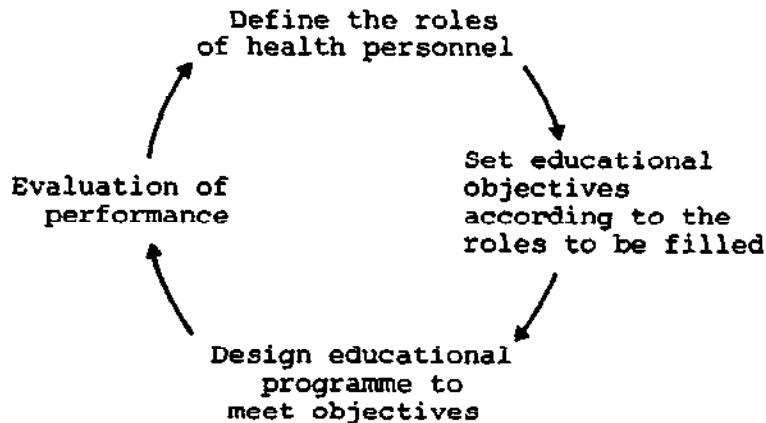 Define the roles
of health personnel
Set educational
objectives
according to the
roles to be filled
Design educational
programme to
meet objectives
Evaluation of
performance